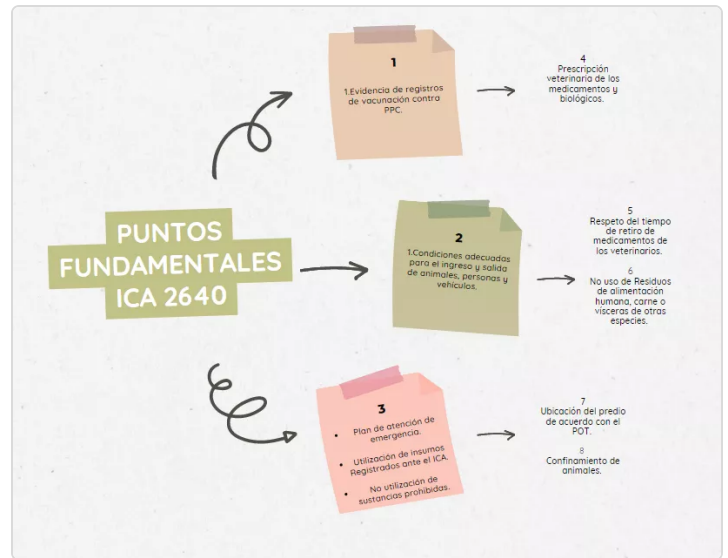 PUNTOS
FUNDAMENTALES
ICA 2640
1
1.Evidencia de registros
de vacunación contra
PPC.
4
Prescripción
veterinaria de los
medicamentos y
biológicos.
2
1.Condiciones adecuadas
para el ingreso y salida
de animales, personas y
vehículos.
5
Respeto del tiempo
de retiro de
medicamentos de
los veterinarios.
6
No uso de Residuos
de alimentación
humana, carne o
vísceras de otras
especies.
3
• Plan de atención de
emergencia.
• Utilización de insumos
Registrados ante el ICA.
• No utilización de
sustancias prohibidas.
7
Ubicación del predio
de acuerdo con el
POT.
8
Confinamiento de
animales.